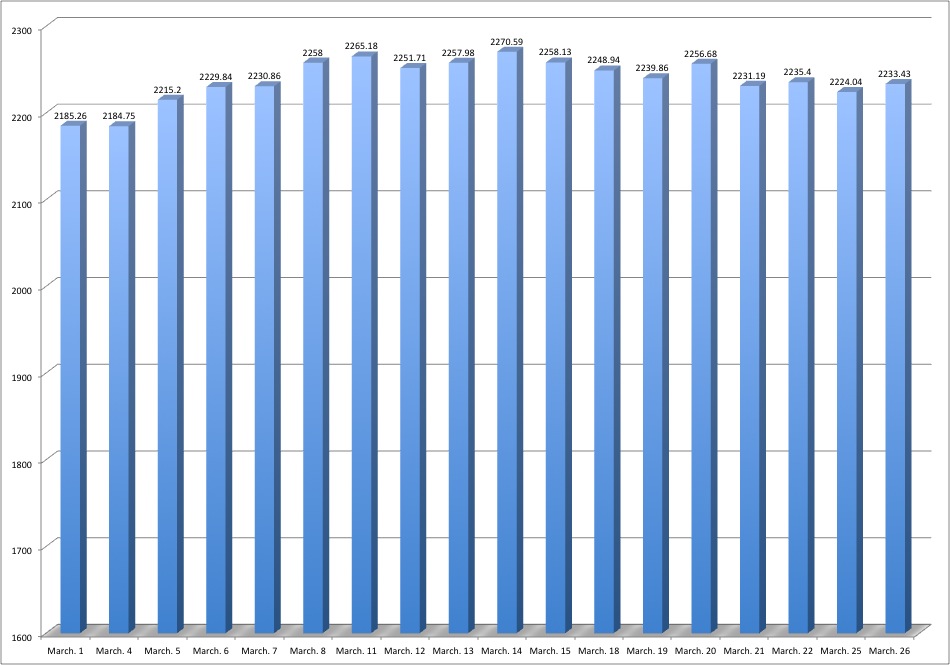 2300
2200
2100
2000
1900
1800
1700
1600
2185.26
2184.75
2215.2
2229.84
2230.86
2258
2265.18
2251.71
2257.98
2270.59
2258.13
2248.94
2239.86
2256.68
2231.19
2235.4
2224.04
2233.43
March. 1
March. 4
March. 5
March. 6
March. 7
March. 8
March. 11
March. 12
March. 13
March. 14
March. 15
March. 18
March. 19
March. 20
March. 21
March. 22
March. 25
March. 26